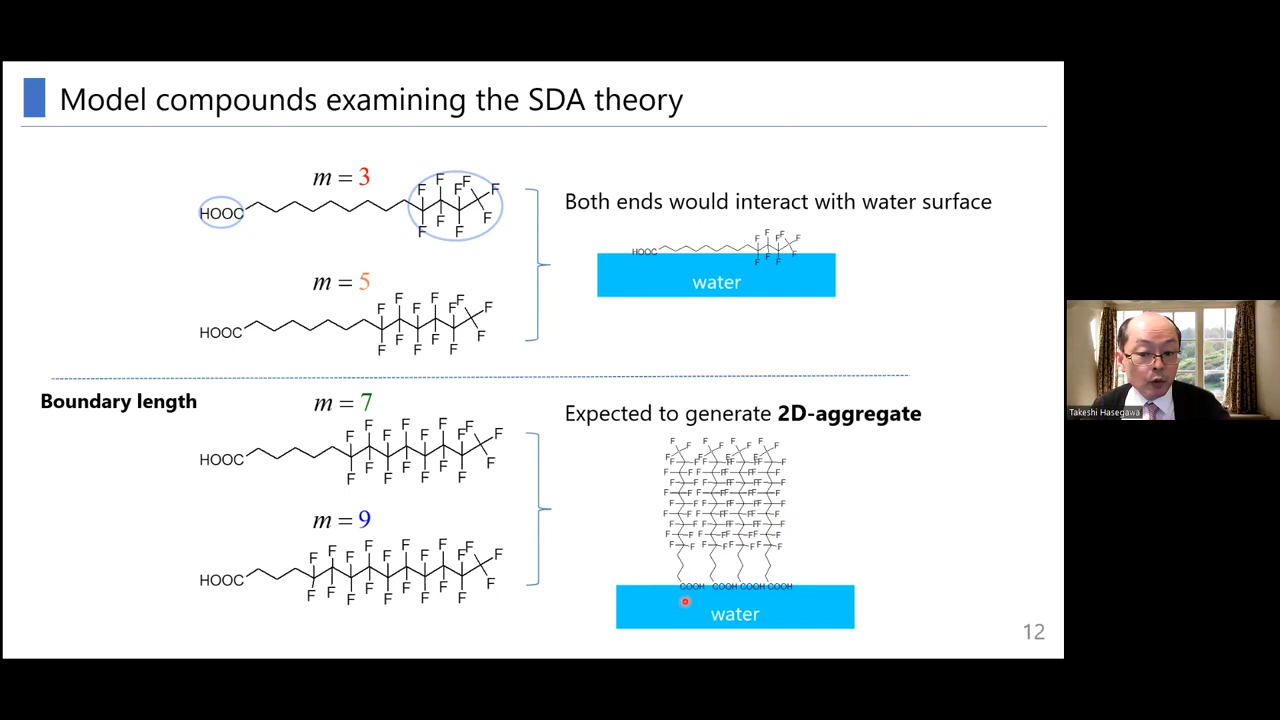 Model compounds examining the SDA theory
m = 3
HOOC
F F F F F F F F F
Both ends would interact with water surface
HOOC
F F F F F F F F F
water
m = 5
HOOC
F F F F F F F F F F F F F
Boundary length
m = 7
HOOC
F F F F F F F F F F F F F F F
Expected to generate 2D-aggregate
COOH COOH COOH COOH
water
m = 9
HOOC
F F F F F F F F F F F F F F F F F F F
12
Takeshi Hasegawa